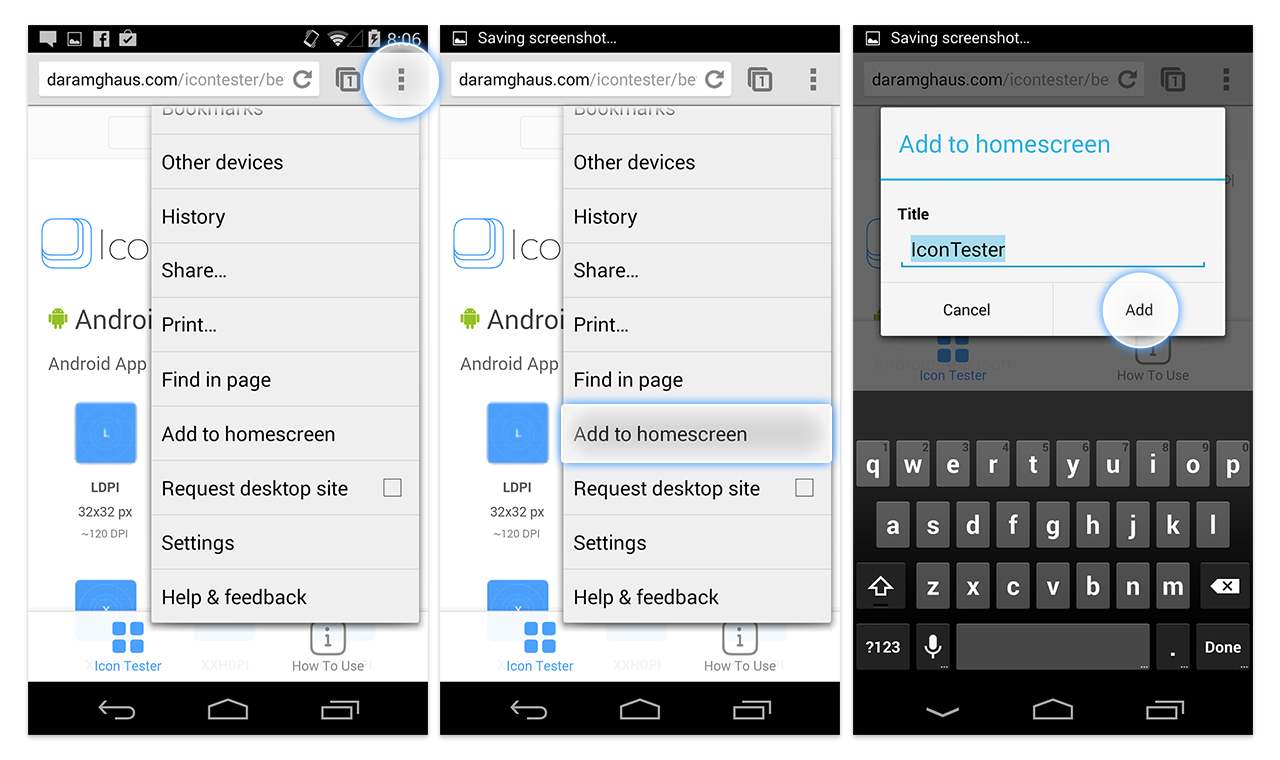 8:06
daramghaus.com/icontester/be
1
Bookmarks
Other devices
History
Share...
Print...
Find in page
Add to homescreen
Request desktop site
Settings
Help & feedback
Ico
Androi
Android App
L
LDPI
32x32 px
~120 DPI
X
XXHDPI
Icon Tester
How To Use
Saving screenshot...
daramghaus.com/icontester/be
1
Bookmarks
Other devices
History
Share...
Print...
Find in page
Add to homescreen
Request desktop site
Settings
Help & feedback
Ico
Androi
Android App
L
LDPI
32x32 px
~120 DPI
X
XXHDPI
Icon Tester
How To Use
Saving screenshot...
daramghaus.com/icontester/be
1
Add to homescreen
Title
IconTester
Cancel
Add
Icon Tester
How To Use
1 2 3 4 5 6 7 8 9 0
q w e r t y u i o p
a s d f g h j k l
z x c v b n m
?123 . Done